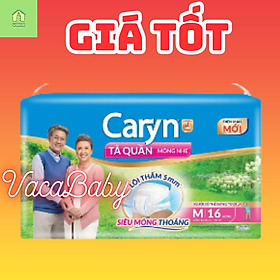 GIÁ TỐT
Caryn
MỚI
TÃ QUẦN
MỎNG NHẸ
LÕI THẤM 5mm
VacaBaby
SIÊU MỎNG THOÁNG
M 16